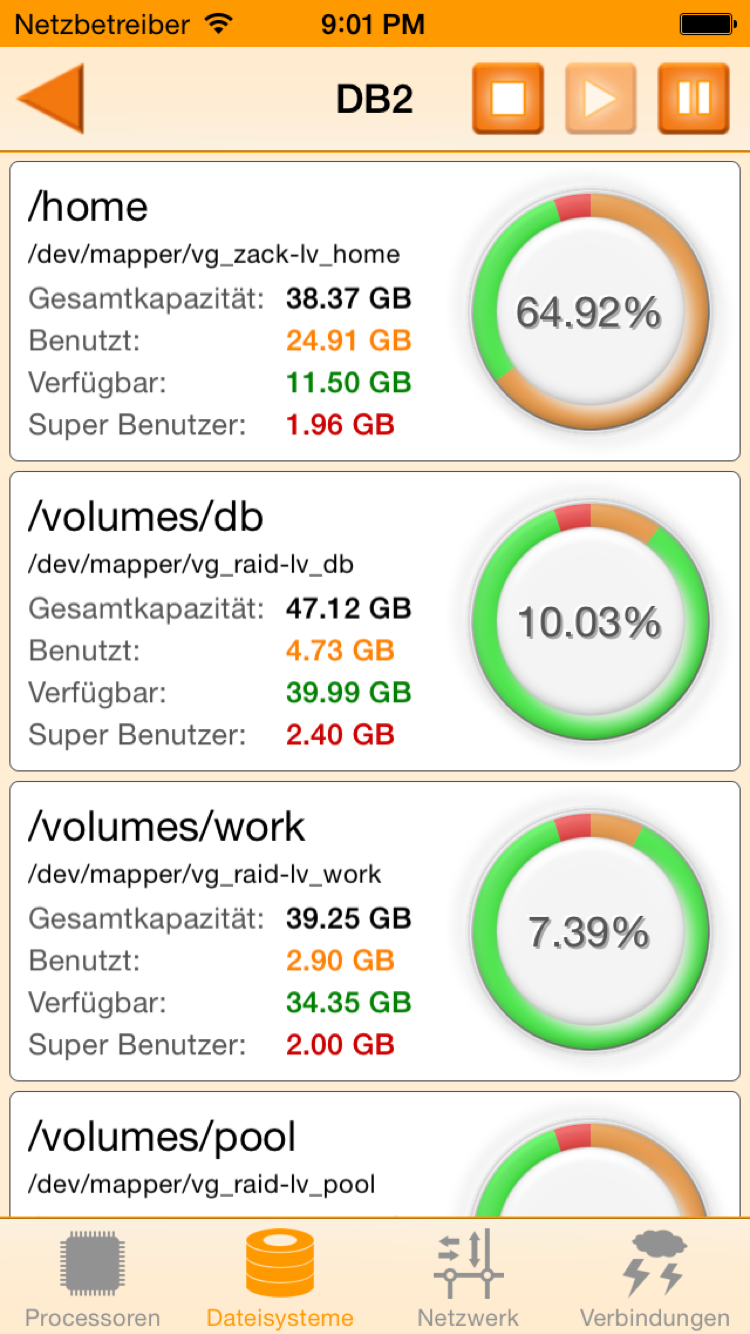 Netzbetreiber 9:01 PM
DB2
/home
/dev/mapper/vg_zack-lv_home
Gesamtkapazität: 38.37 GB
Benutzt: 24.91 GB
Verfügbar: 11.50 GB
Super Benutzer: 1.96 GB
64.92%
/volumes/db
/dev/mapper/vg_raid-lv_db
Gesamtkapazität: 47.12 GB
Benutzt: 4.73 GB
Verfügbar: 39.99 GB
Super Benutzer: 2.40 GB
10.03%
/volumes/work
/dev/mapper/vg_raid-lv_work
Gesamtkapazität: 39.25 GB
Benutzt: 2.90 GB
Verfügbar: 34.35 GB
Super Benutzer: 2.00 GB
7.39%
/volumes/pool
/dev/mapper/vg_raid-lv_pool
Processoren Dateisysteme Netzwerk Verbindungen